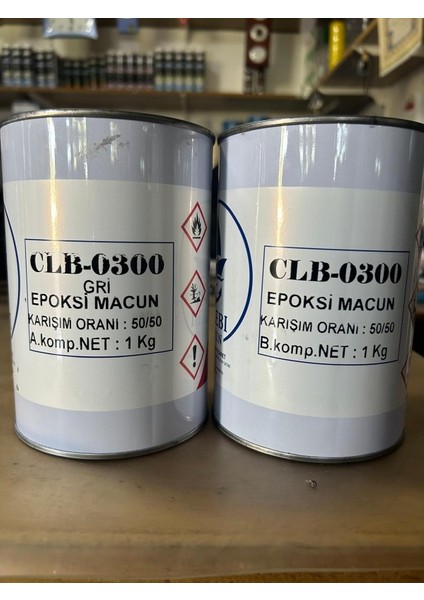 CLB-0300
GRİ
EPOKSİ MACUN
KARIŞIM ORANI : 50/50
A.komp.NET : 1 Kg
CLB-0300
EPOKSİ MACUN
KARIŞIM ORANI : 50/50
B.komp.NET : 1 Kg